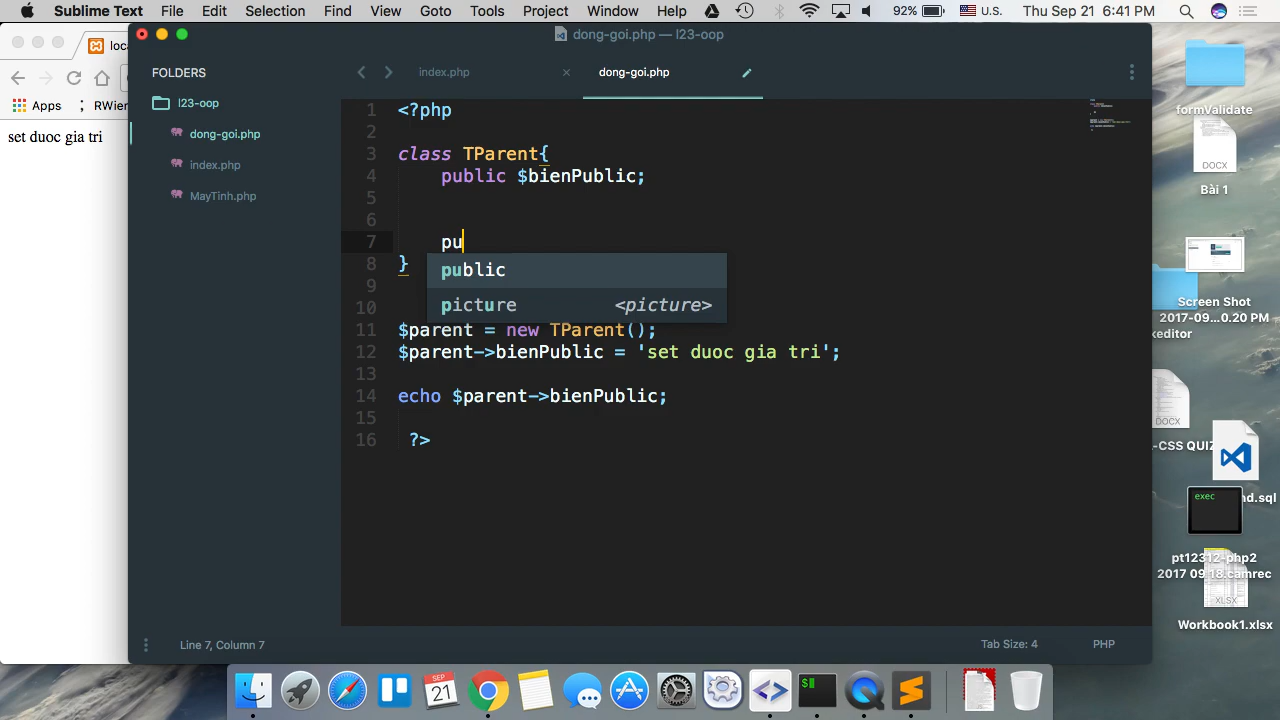 Sublime Text File Edit Selection Find View Goto Tools Project Window Help 92% U.S. Thu Sep 21 6:41 PM
dong-goi.php — l23-oop
FOLDERS
l23-oop
dong-goi.php
index.php
MayTinh.php
index.php
dong-goi.php
Apps
set duoc gia tri
1 <?php
2
3 class TParent{
4 public $bienPublic;
5
6
7 pu
8 }
9
10
11 $parent = new TParent();
12 $parent->bienPublic = 'set duoc gia tri';
13
14 echo $parent->bienPublic;
15
16 ?>
public
picture <picture>
Line 7, Column 7
Tab Size: 4
PHP
formValidate
DOCX
Bài 1
Screen Shot
2017-09...0.20 PM
keditor
DOCX
-CSS QUIZ
exec
nd.sql
pt12312-php2
2017 09 18.camrec
XLSX
Workbook1.xlsx
SEP
21